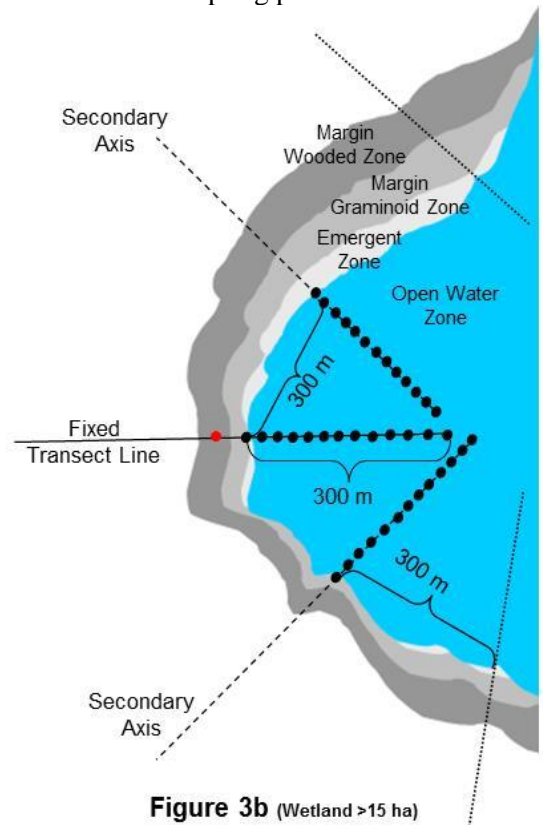 Secondary
Axis
Margin
Wooded Zone
Margin
Graminoid Zone
Emergent
Zone
Open Water
Zone
300 m
Fixed
Transect Line
300 m
300 m
Secondary
Axis
Figure 3b (Wetland >15 ha)